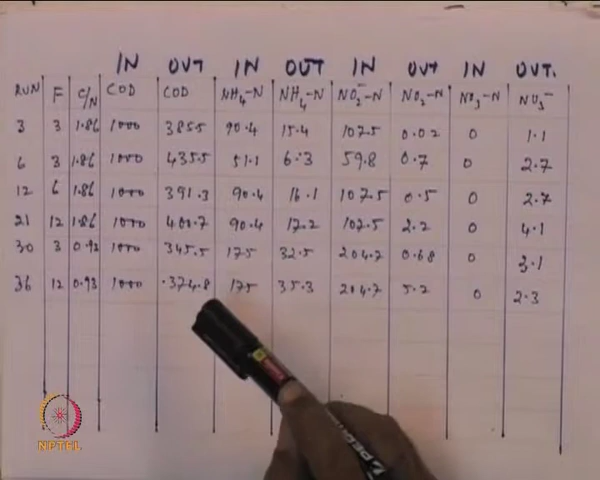 IN OUT IN OUT IN OUT IN OUT.
RUN F C/N COD COD NH4-N NH4-N NO2⁻-N NO2-N NO3-N NO3⁻
3 3 1.86 1000 385.5 90.4 15.4 107.5 0.02 0 1.1
6 3 1.86 1000 435.5 51.1 6.3 59.8 0.7 0 2.7
12 6 1.86 1000 391.3 90.4 16.1 107.5 0.5 0 2.7
21 12 1.86 1000 400.7 90.4 17.2 107.5 2.2 0 4.1
30 3 0.93 1000 345.5 175 32.5 204.7 0.68 0 3.1
36 12 0.93 1000 374.8 175 35.3 204.7 5.2 0 2.3
NPTEL